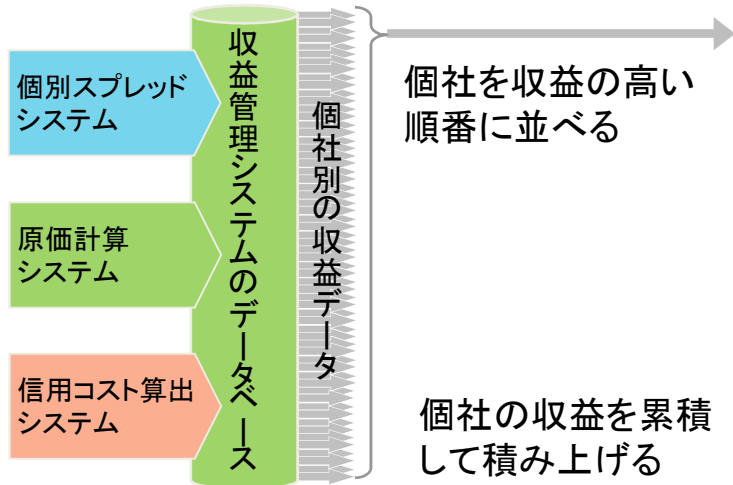 個別スプレッド
システム
原価計算
システム
信用コスト算出
システム
収益管理システムのデータベース
個社別の収益データ
個社を収益の高い
順番に並べる
個社の収益を累積
して積み上げる